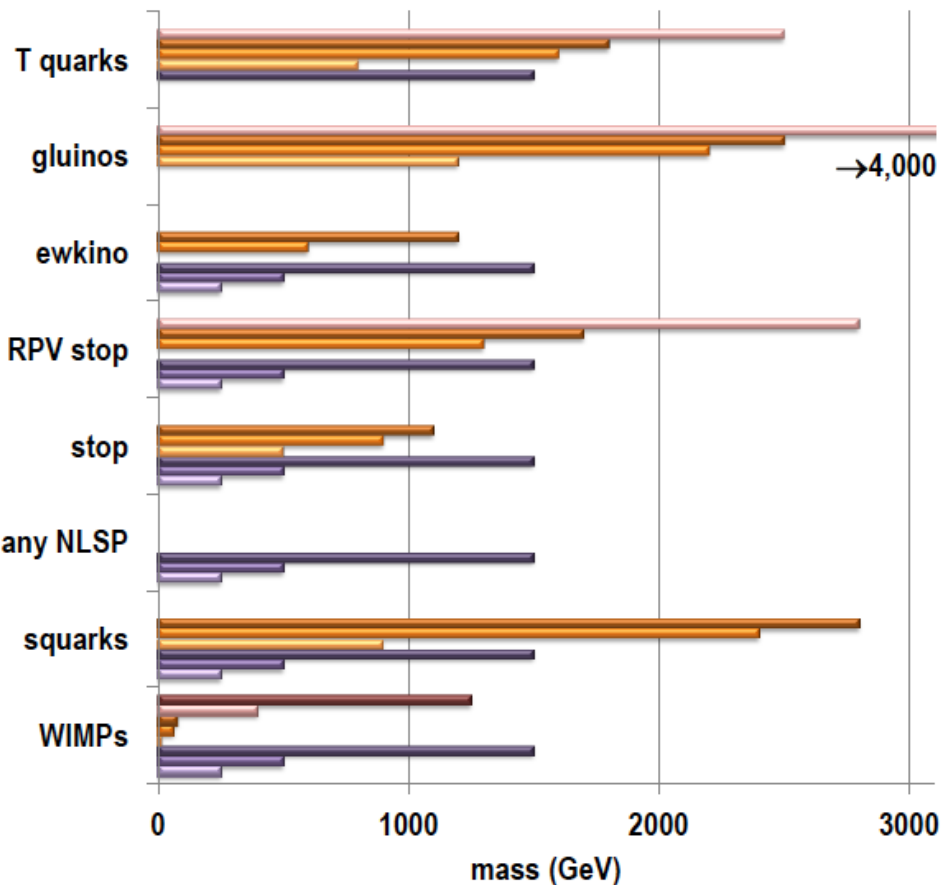 T quarks
gluinos
→4,000
ewkino
RPV stop
stop
any NLSP
squarks
WIMPs
0 1000 2000 3000
mass (GeV)